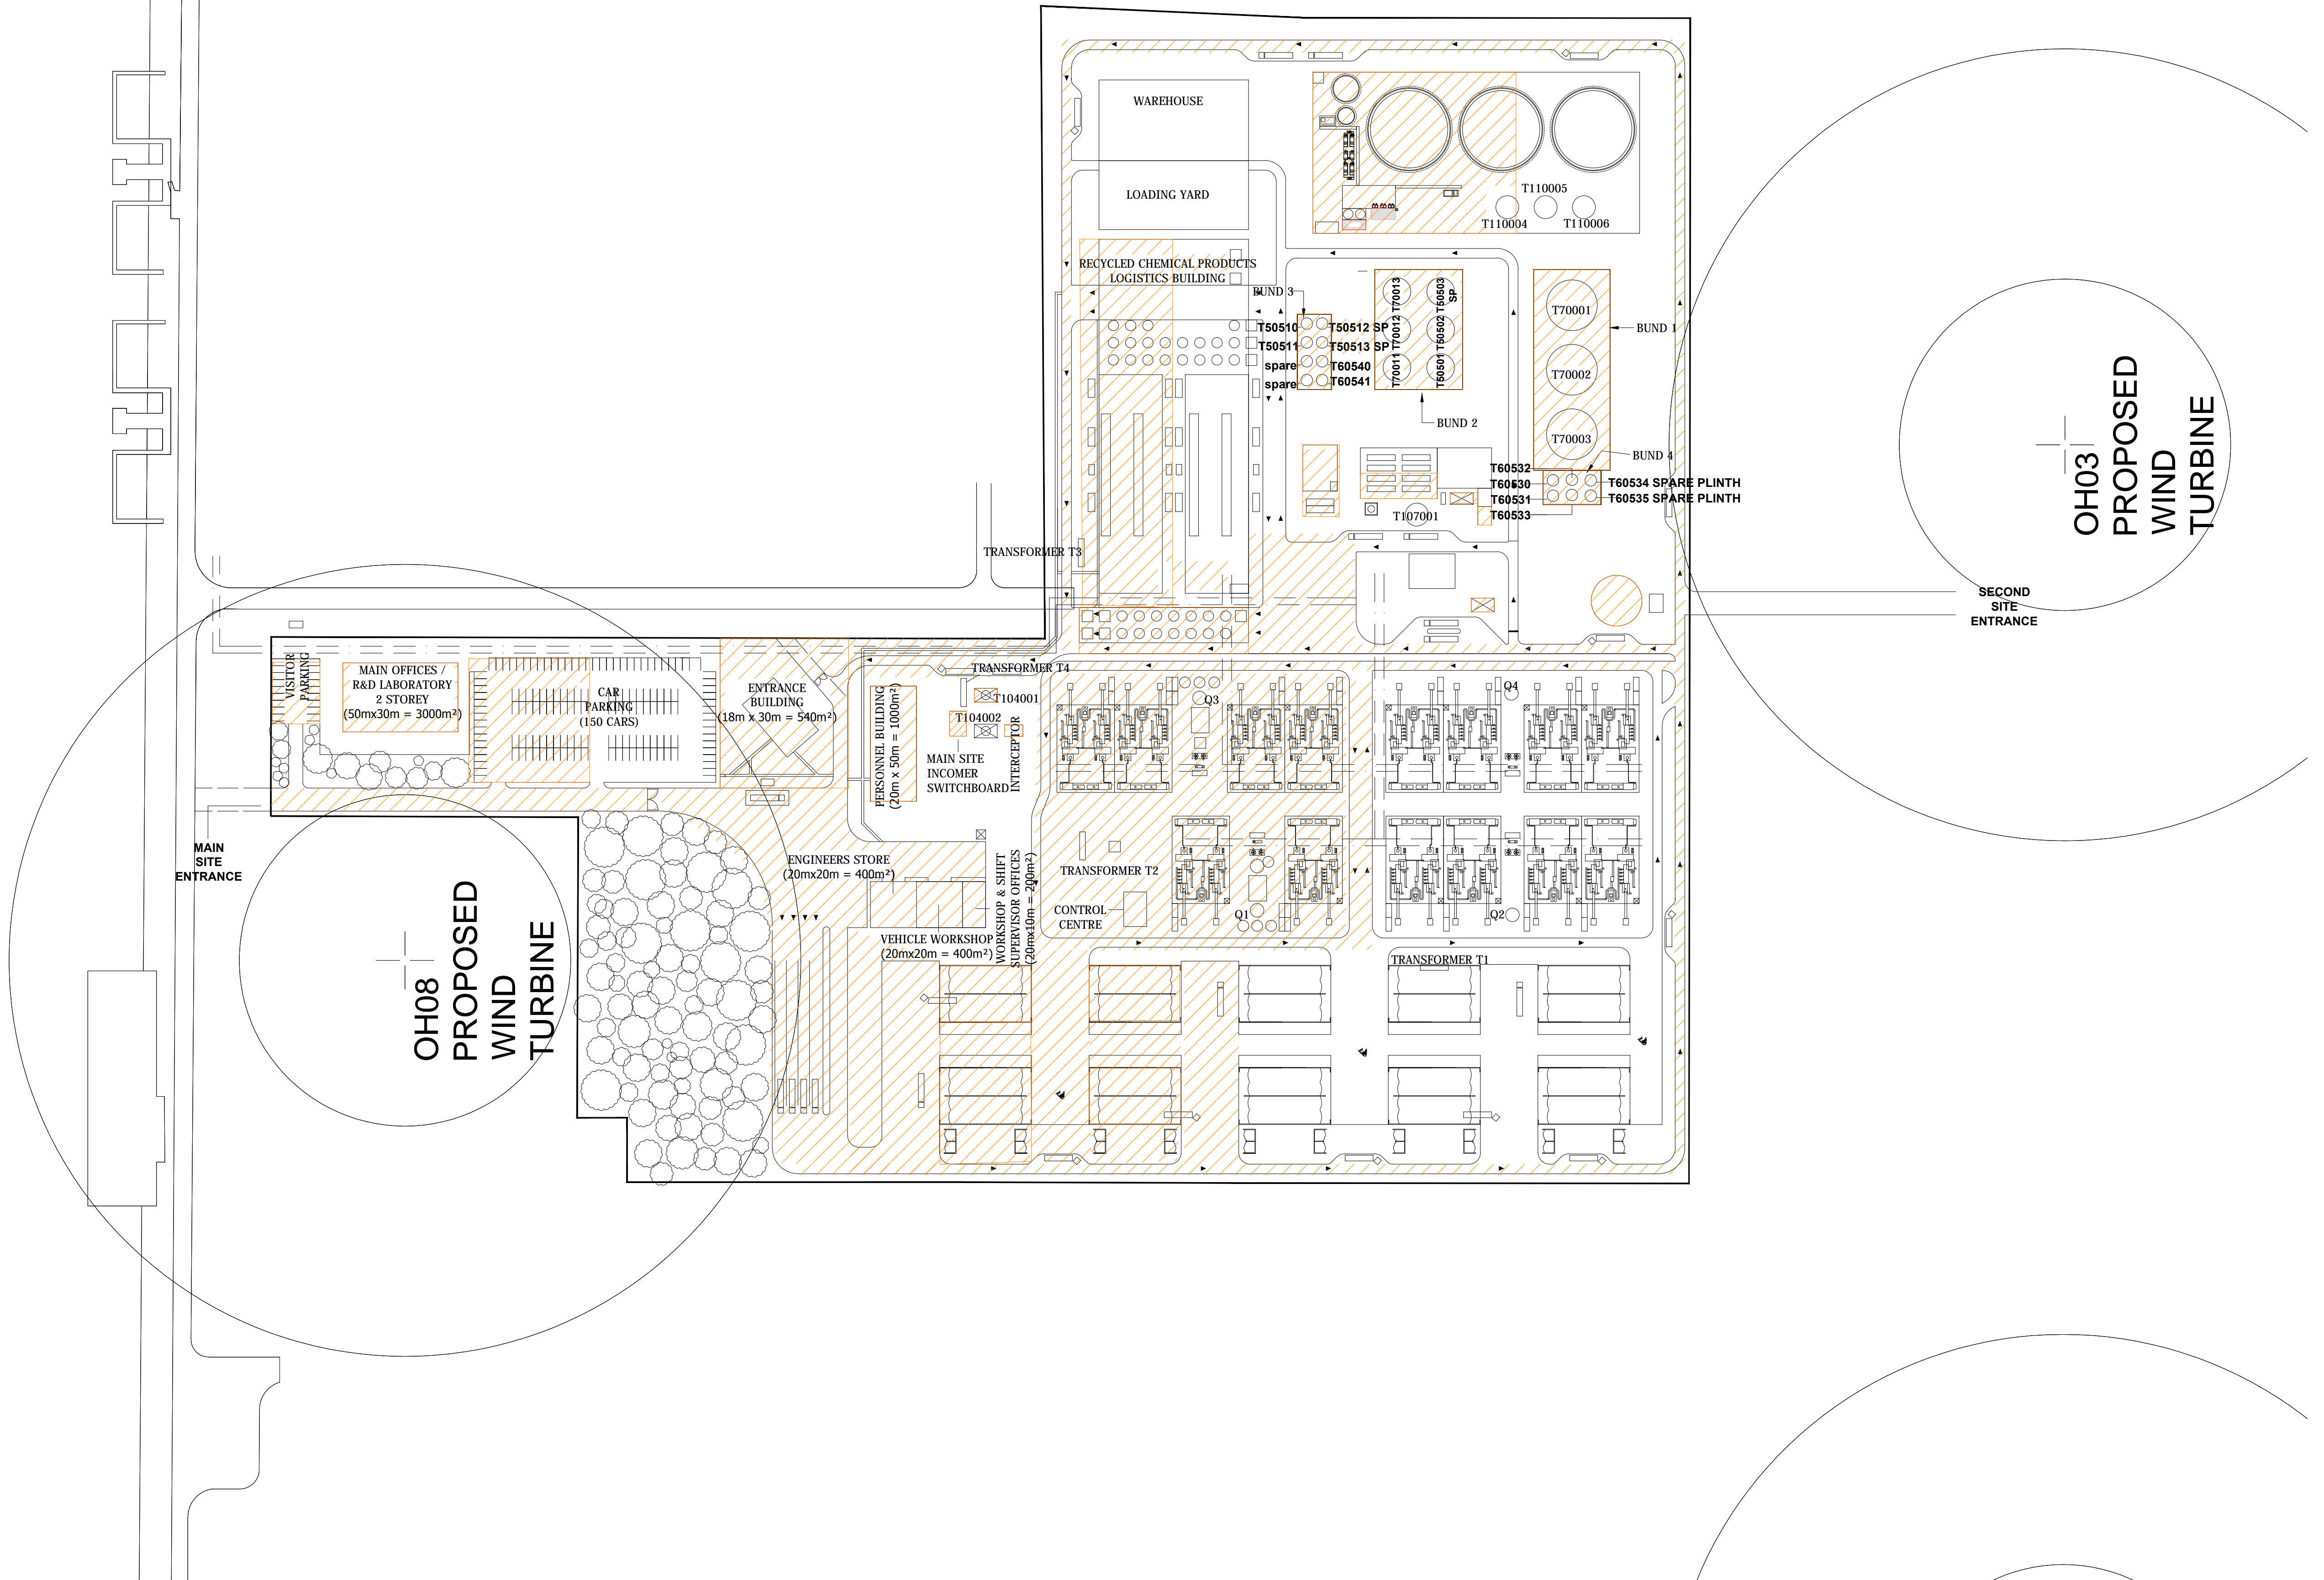 WAREHOUSE
LOADING YARD
T110005
T110004
T110006
RECYCLED CHEMICAL PRODUCTS
LOGISTICS BUILDING
BUND 3
T50510
T50512 SP
T50511
T50513 SP
spare
T60540
spare
T60541
T70013
T70012
T70011
T50503
SP
T50502
T50501
BUND 2
T70001
T70002
T70003
BUND 1
BUND 4
T60532
T60530
T60531
T60533
T60534 SPARE PLINTH
T60535 SPARE PLINTH
T107001
OH03
PROPOSED
WIND
TURBINE
SECOND
SITE
ENTRANCE
TRANSFORMER T3
TRANSFORMER T4
VISITOR
PARKING
MAIN OFFICES /
R&D LABORATORY
2 STOREY
(50mx30m = 3000m²)
CAR
PARKING
(150 CARS)
ENTRANCE
BUILDING
(18m x 30m = 540m²)
PERSONNEL BUILDING
(20m x 50m = 1000m²)
T104001
T104002
MAIN SITE
INCOMER
SWITCHBOARD
INTERCEPTOR
Q3
Q4
MAIN
SITE
ENTRANCE
ENGINEERS STORE
(20mx20m = 400m²)
WORKSHOP & SHIFT
SUPERVISOR OFFICES
(20mx10m = 200m²)
TRANSFORMER T2
CONTROL
CENTRE
Q1
Q2
VEHICLE WORKSHOP
(20mx20m = 400m²)
TRANSFORMER T1
OH08
PROPOSED
WIND
TURBINE